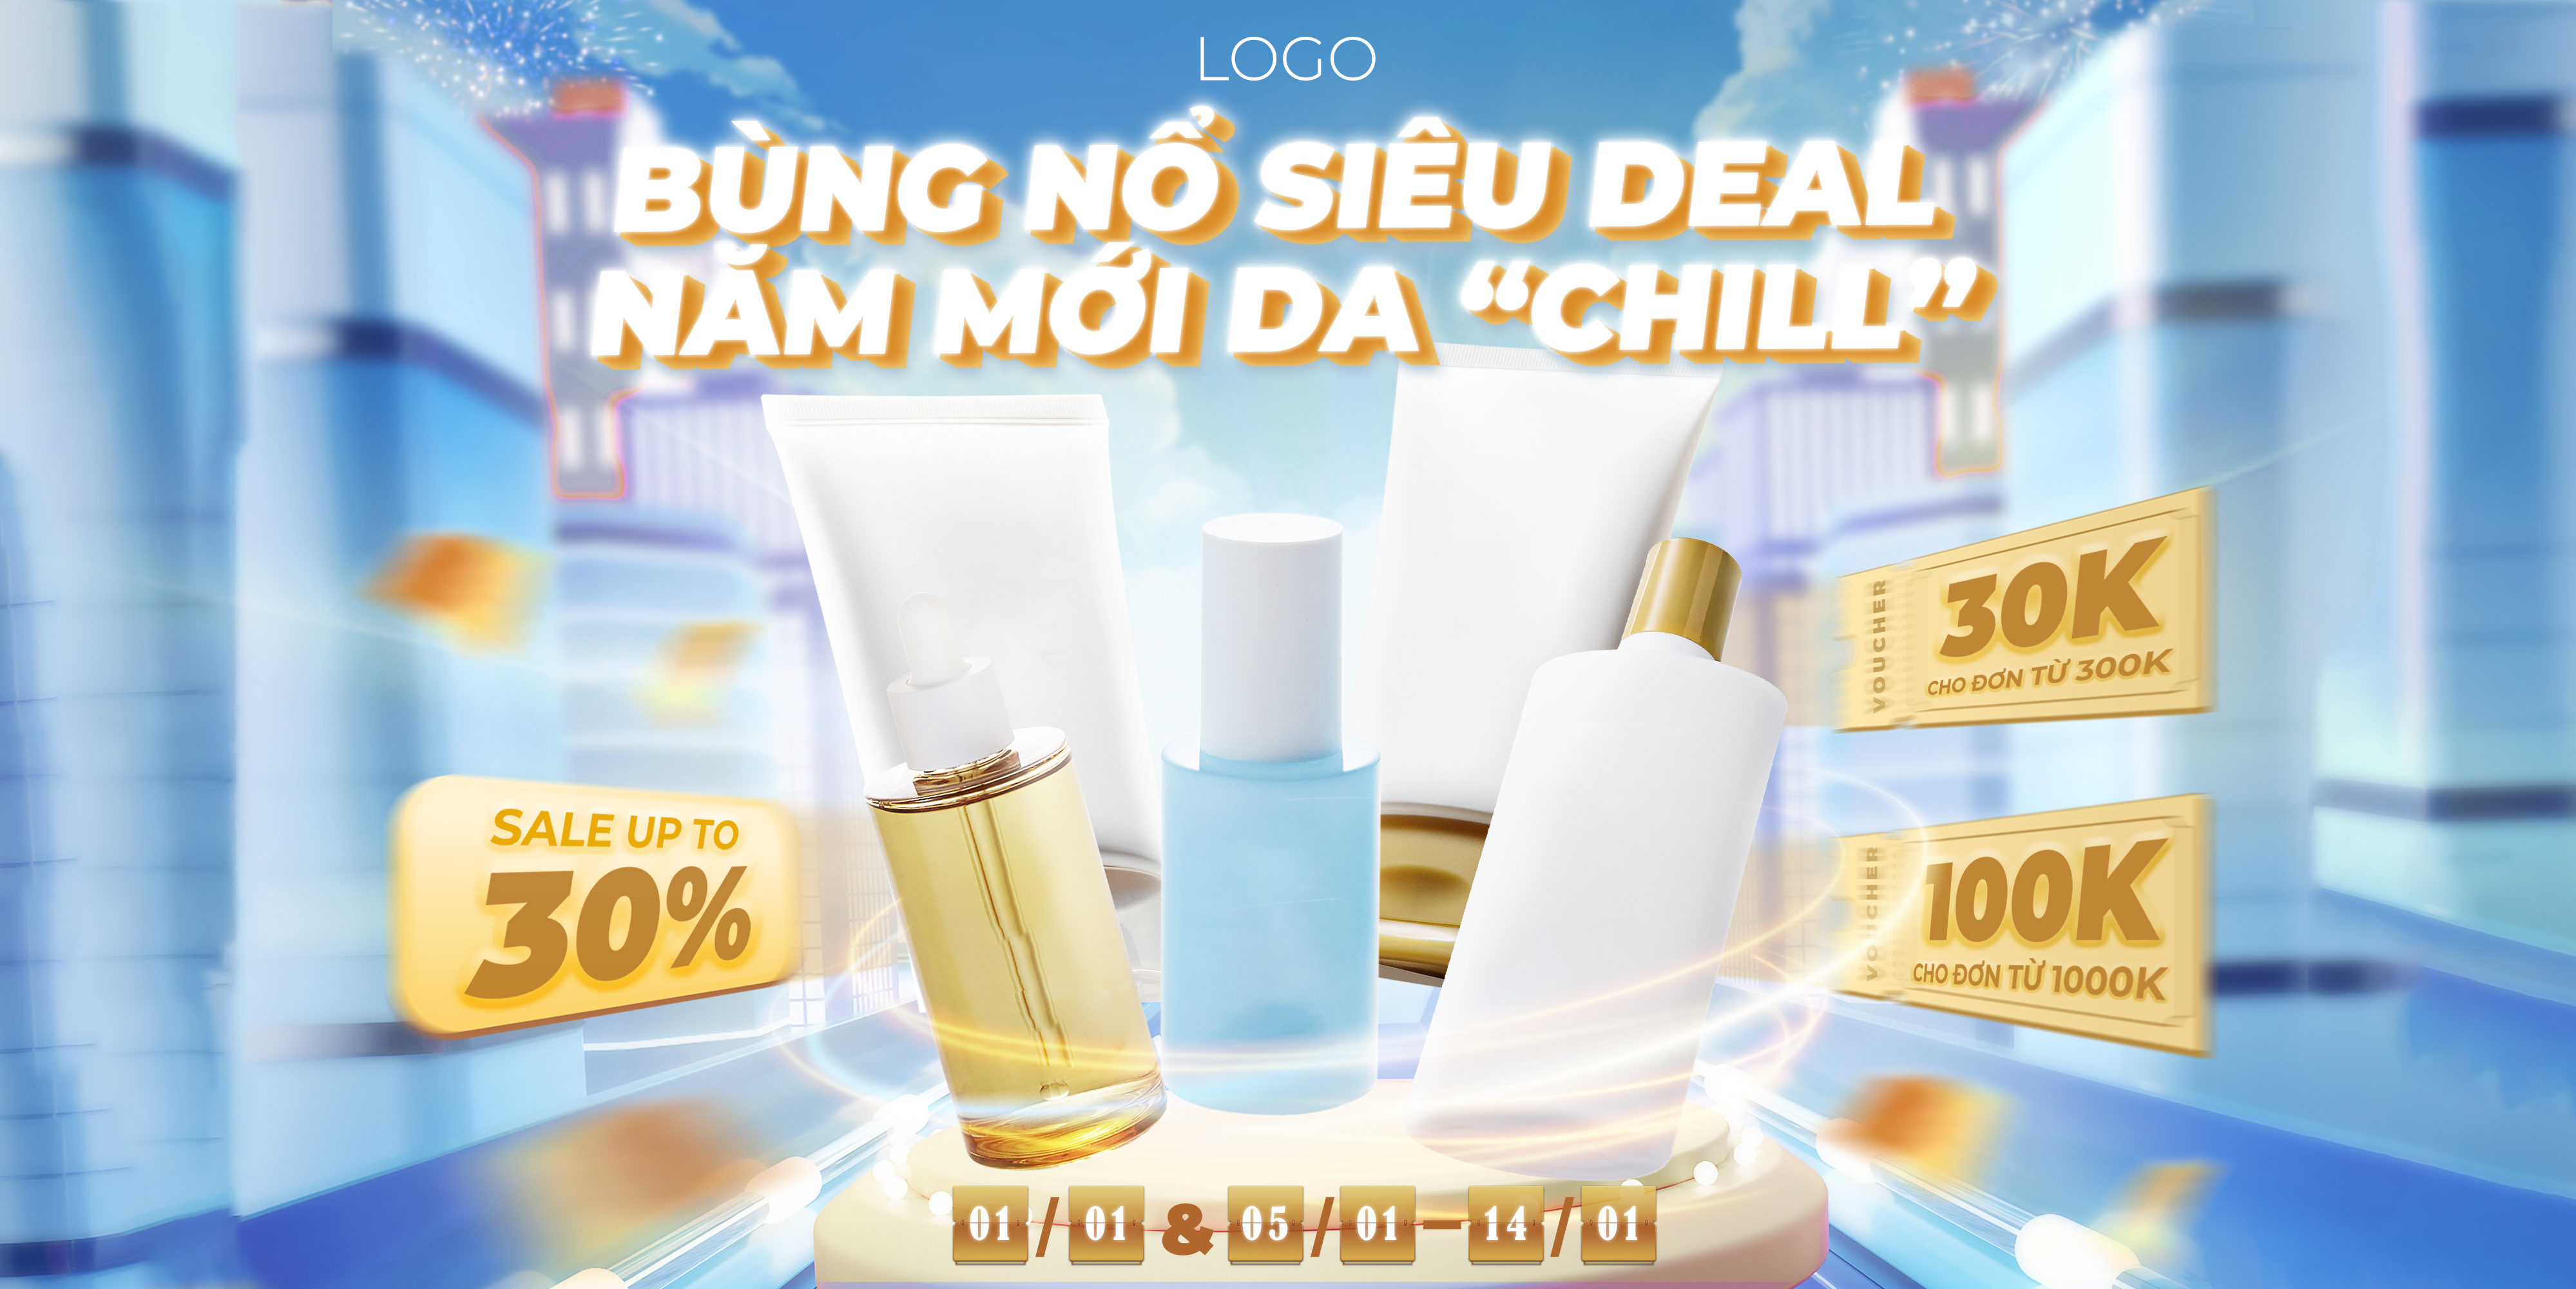 LOGO
BÙNG NỔ SIÊU DEAL
NĂM MỚI DA “CHILL”
SALE UP TO
30%
VOUCHER
30K
CHO ĐƠN TỪ 300K
VOUCHER
100K
CHO ĐƠN TỪ 1000K
01/01 & 05/01 – 14/01